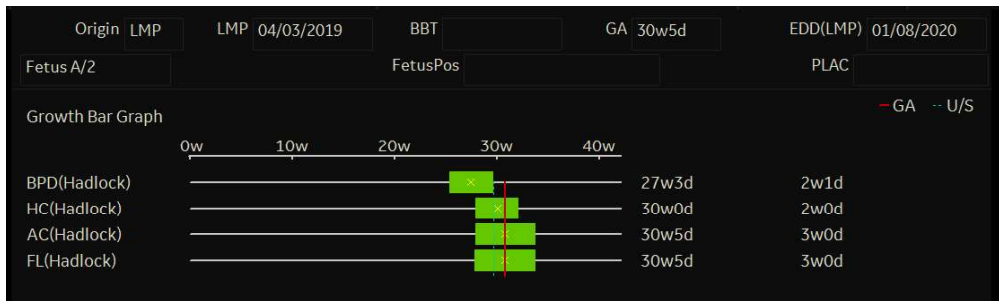 Origin LMP LMP 04/03/2019 BBT GA 30w5d EDD(LMP) 01/08/2020
Fetus A/2 FetusPos PLAC
GA U/S
Growth Bar Graph
0w 10w 20w 30w 40w
BPD(Hadlock) 27w3d 2w1d
HC(Hadlock) 30w0d 2w0d
AC(Hadlock) 30w5d 3w0d
FL(Hadlock) 30w5d 3w0d